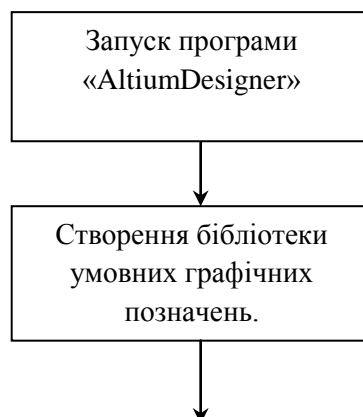 Запуск програми
«AltiumDesigner»
Створення бібліотеки
умовних графічних
позначень.